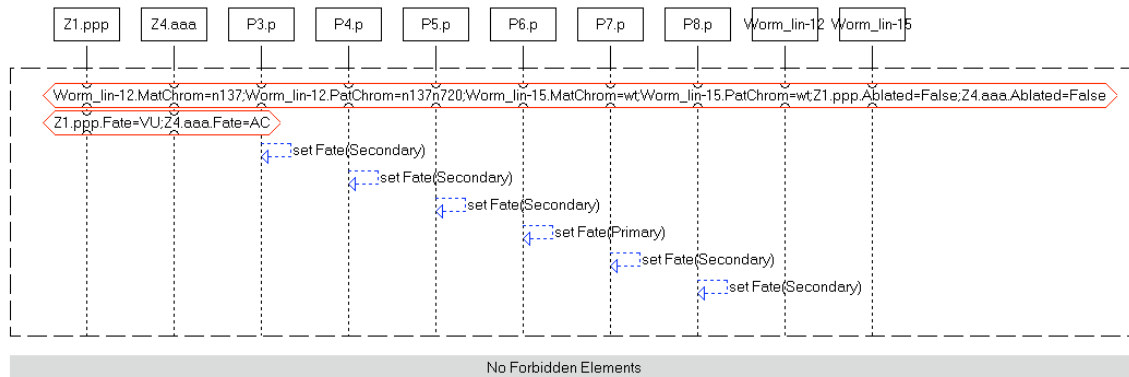 Z1.ppp Z4.aaa P3.p P4.p P5.p P6.p P7.p P8.p Worm_lin-12 Worm_lin-15
Worm_lin-12.MatChrom=n137;Worm_lin-12.PatChrom=n137n720;Worm_lin-15.MatChrom=wt;Worm_lin-15.PatChrom=wt;Z1.ppp.Ablated=False;Z4.aaa.Ablated=False
Z1.ppp.Fate=VU;Z4.aaa.Fate=AC
set Fate(Secondary)
set Fate(Secondary)
set Fate(Secondary)
set Fate(Primary)
set Fate(Secondary)
set Fate(Secondary)
No Forbidden Elements